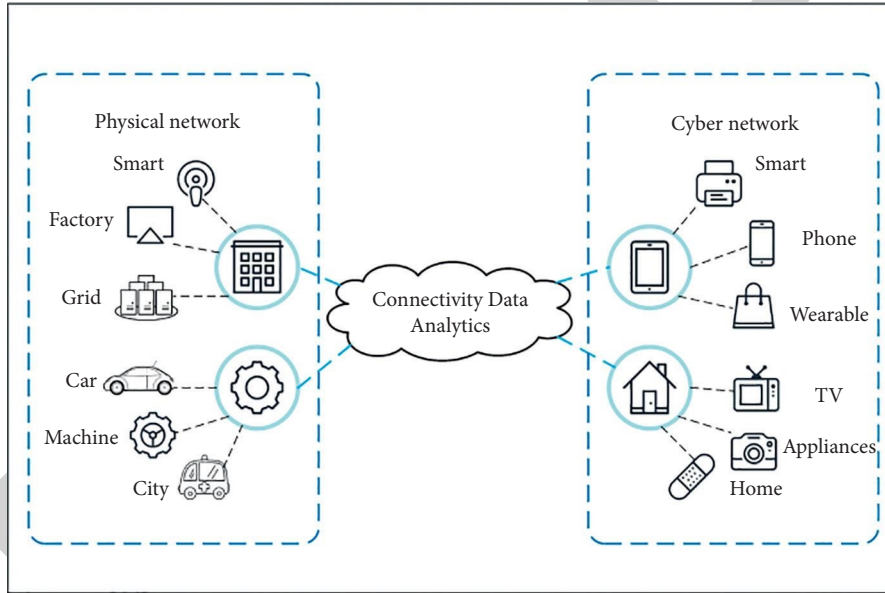 Physical network
Smart
Factory
Grid
Car
Machine
City
Connectivity Data
Analytics
Cyber network
Smart
Phone
Wearable
TV
Appliances
Home